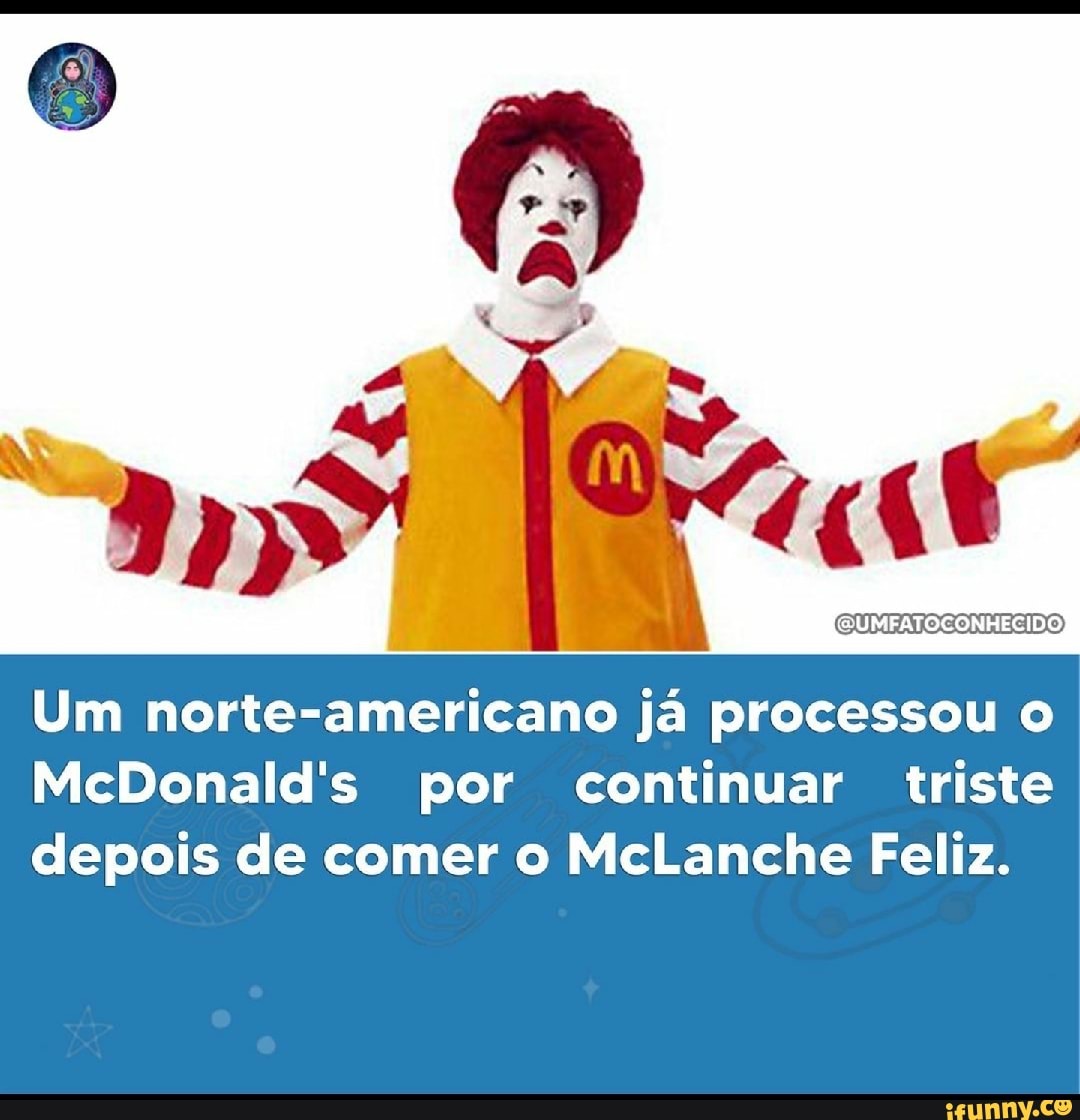 M
@UMFATOCONHECIDO
Um norte-americano já processou o
McDonald's por continuar triste
depois de comer o McLanche Feliz.
ifunny.co